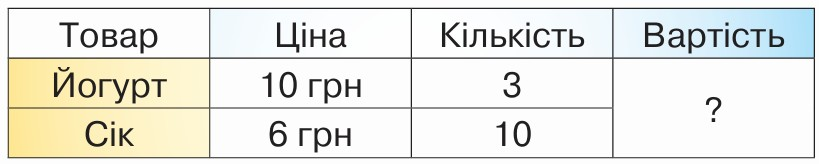 Товар Ціна Кількість Вартість
Йогурт 10 грн 3
?
Сік 6 грн 10